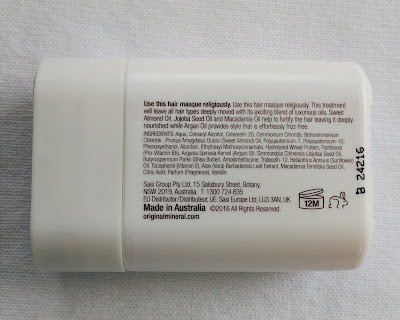 Use this hair masque religiously. Use this hair masque religiously. This treatment
will leave all hair types deeply moved with its exciting blend of luxurious oils. Sweet
Almond Oil, Jojoba Seed Oil and Macadamia Oil help to fortify the hair leaving it deeply
nourished while Argan Oil provides style that is effortlessly frizz-free.
INGREDIENTS: Aqua, Cetearyl Alcohol, Ceteareth-20, Cetrimonium Chloride, Behentrimonium
Chloride, Prunus Amygdalus Dulcis (Sweet Almond) Oil, Polyquaternium-7, Polyquaternium-10,
Phenoxyethanol, Hydrolyzed Wheat Protein, Panthenol
(Pro-Vitamin B5), Argania Spinosa Kernel (Argan) Oil, Simmondsia Chinensis (Jojoba) Seed Oil,
Butyrospermum Parkii (Shea Butter), Amodimethicone, Trideceth-12, Helianthus Annuus (Sunflower)
Oil, Tocopherol (Vitamin E), Aloe Barbadensis Leaf Extract, Macadamia Ternifolia Seed Oil,
Citric Acid, Parfum (Fragrance), Vanillin.
Sasi Group Pty Ltd, 15 Salisbury Street, Botany,
NSW 2019, Australia. T: 1300 724 635
EU Distributor/Distributeur. UE: Sasi Europe Ltd, U3 3AN, UK.
Made in Australia ©2016 All Rights Reserved.
originalmineral.com
12M
B 24216